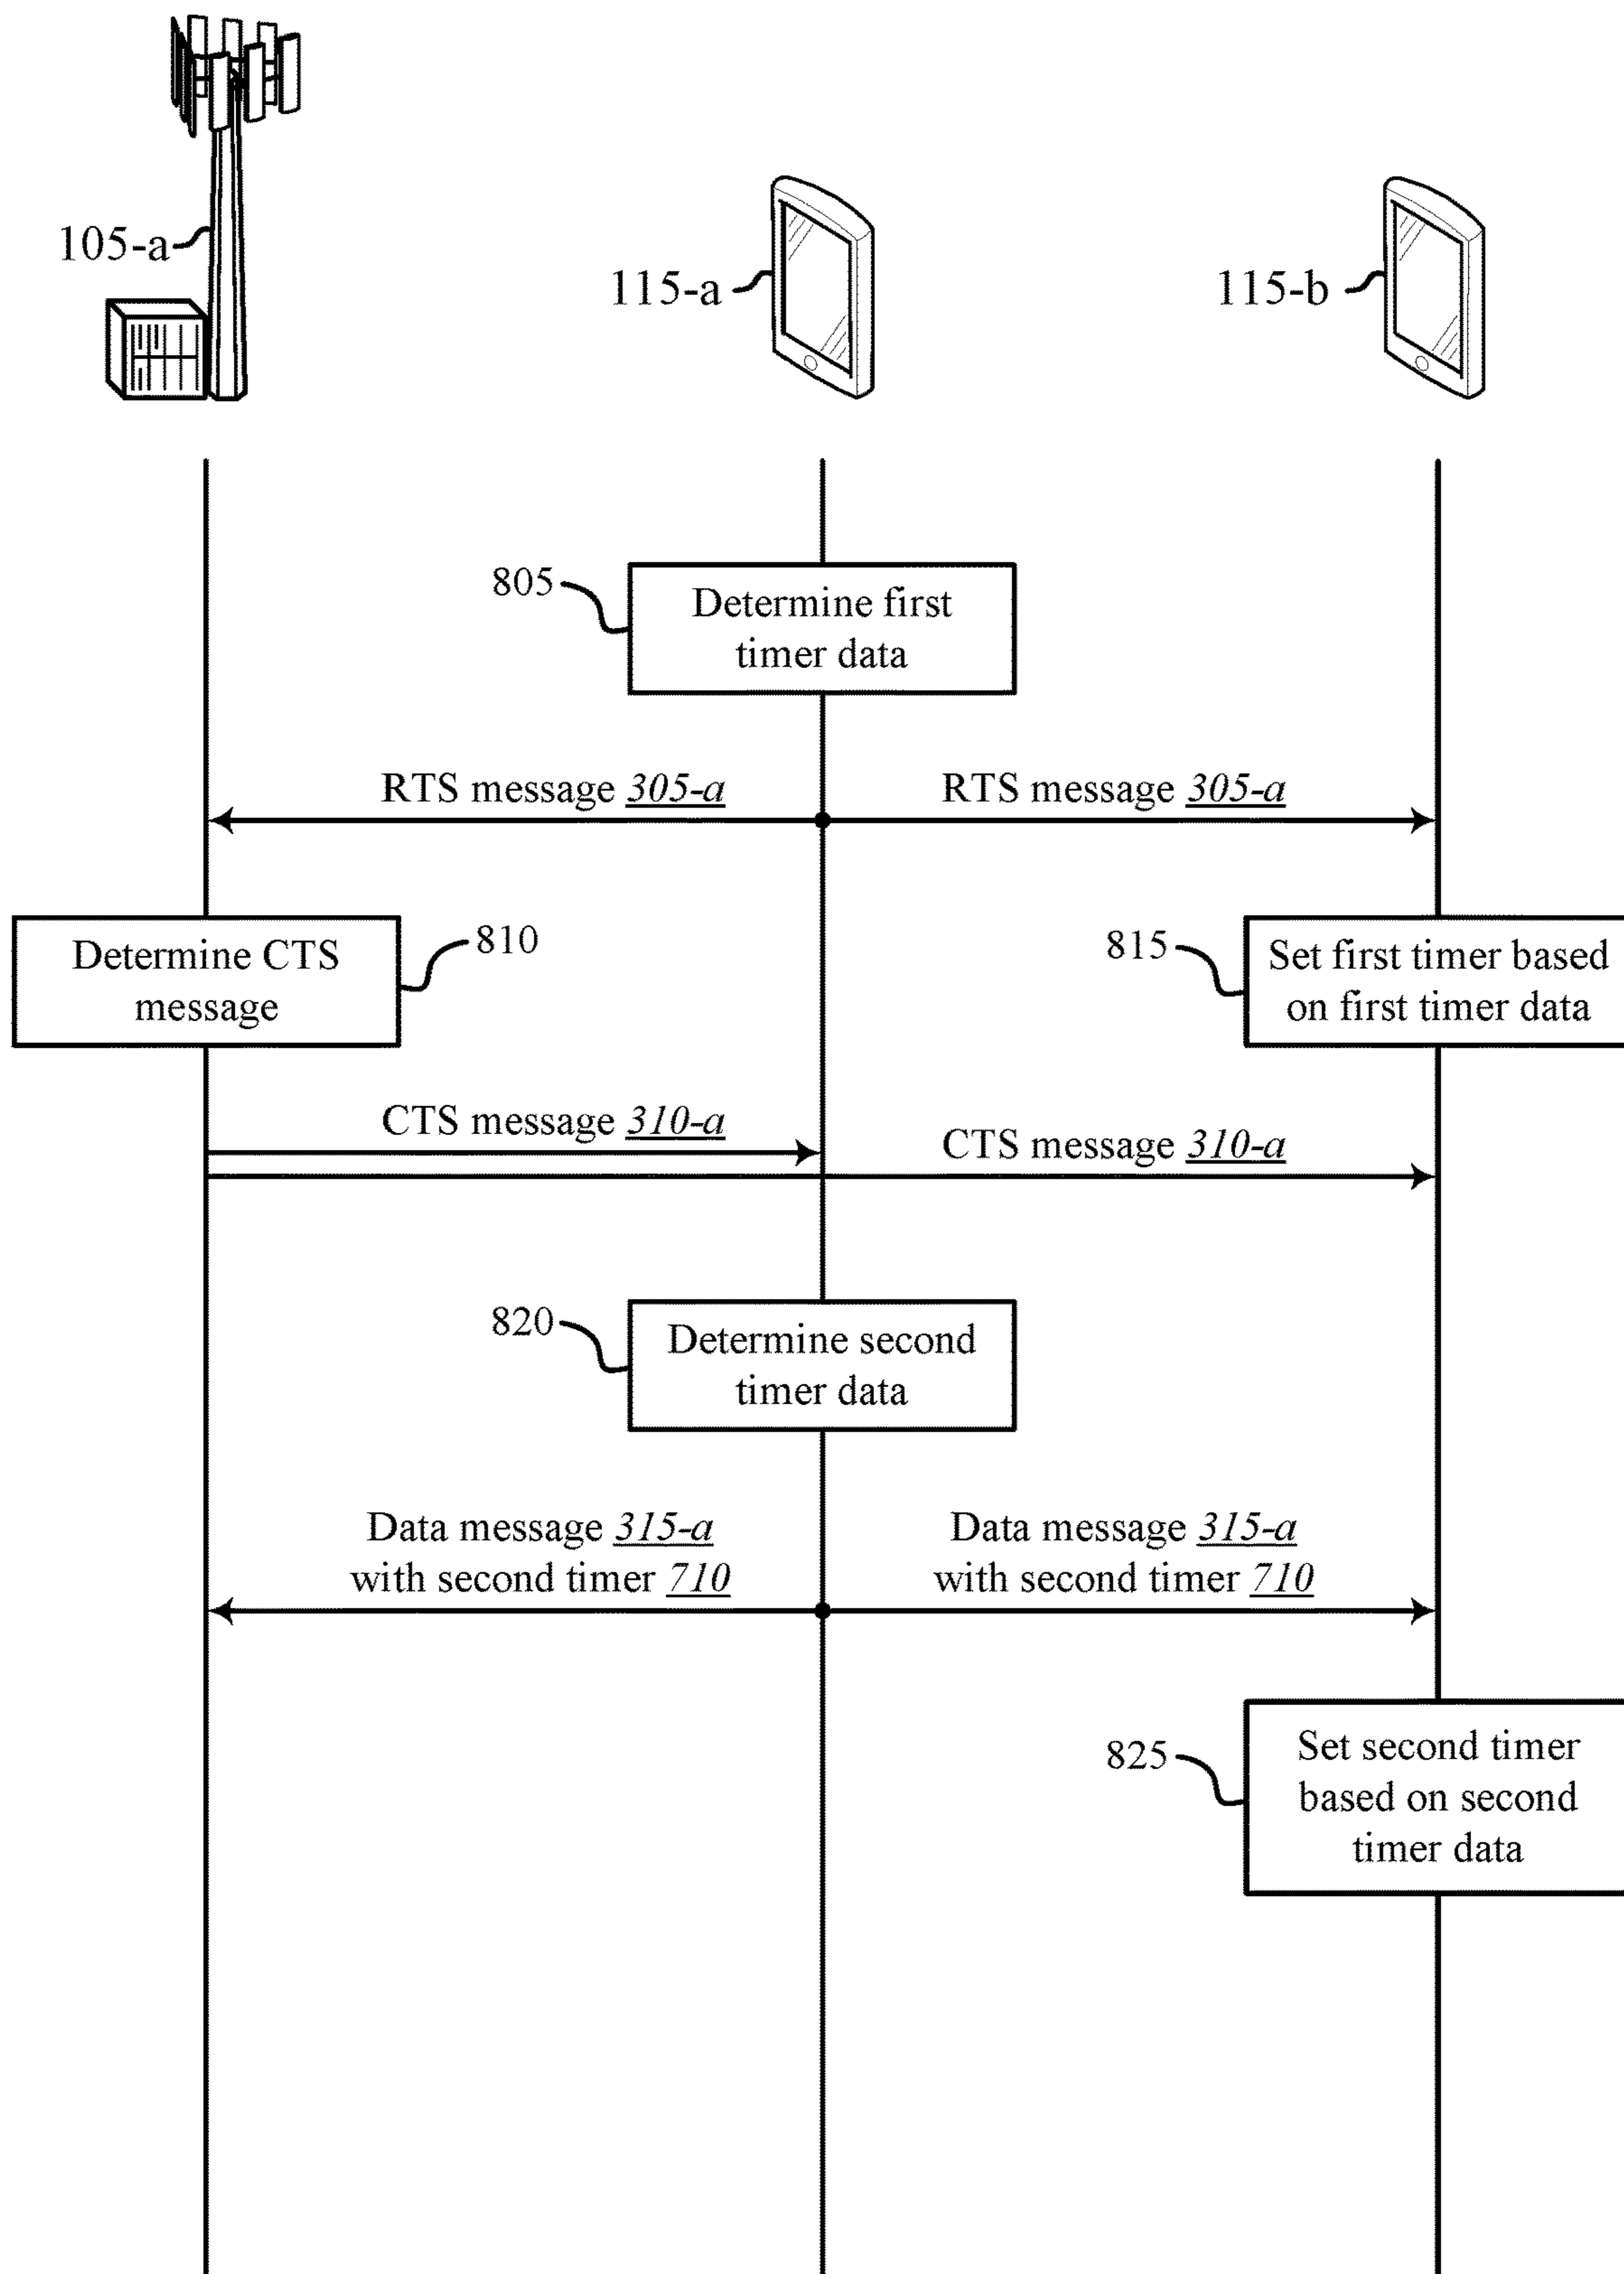 105-a
115-a
115-b
805
Determine first
timer data
RTS message 305-a
RTS message 305-a
Determine CTS
message
810
815
Set first timer based
on first timer data
CTS message 310-a
CTS message 310-a
820
Determine second
timer data
Data message 315-a
with second timer 710
Data message 315-a
with second timer 710
825
Set second timer
based on second
timer data